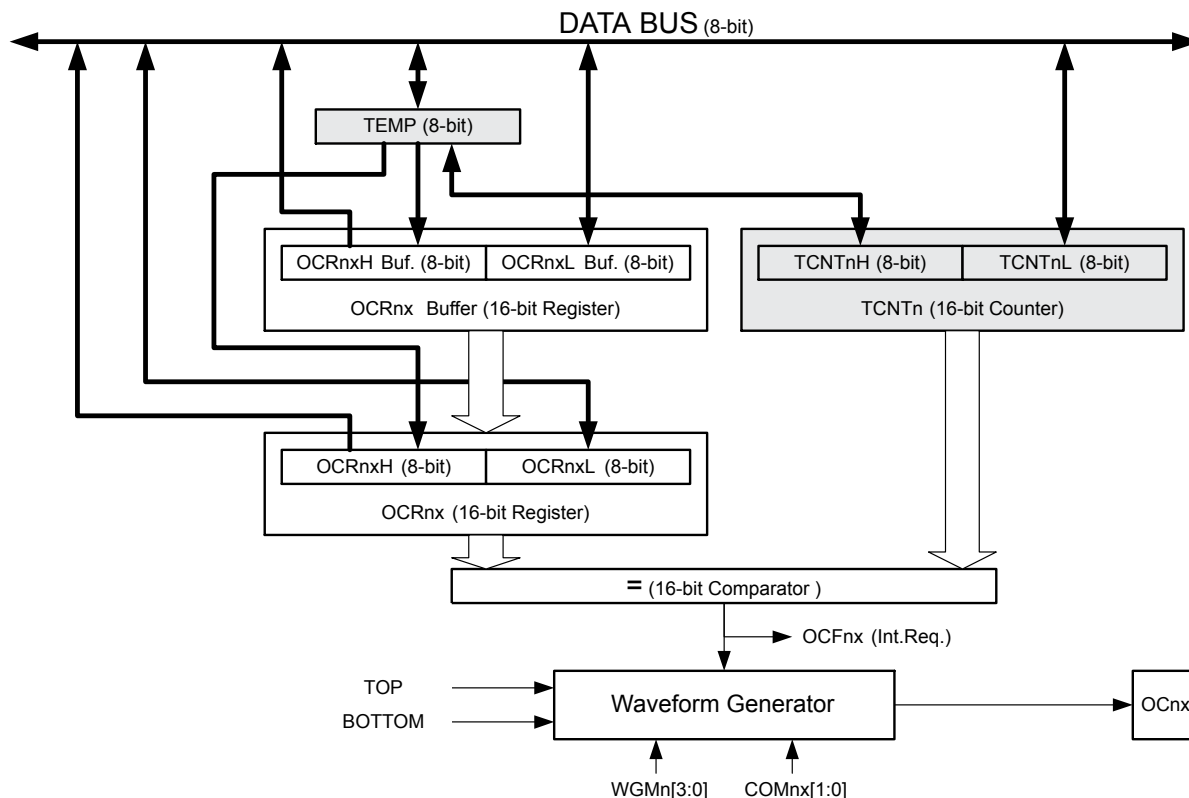 DATA BUS (8-bit)
TEMP (8-bit)
OCRnxH Buf. (8-bit) OCRnxL Buf. (8-bit)
OCRnx Buffer (16-bit Register)
TCNTnH (8-bit) TCNTnL (8-bit)
TCNTn (16-bit Counter)
OCRnxH (8-bit) OCRnxL (8-bit)
OCRnx (16-bit Register)
= (16-bit Comparator )
OCFnx (Int.Req.)
TOP
BOTTOM
Waveform Generator
OCnx
WGMn[3:0] COMnx[1:0]